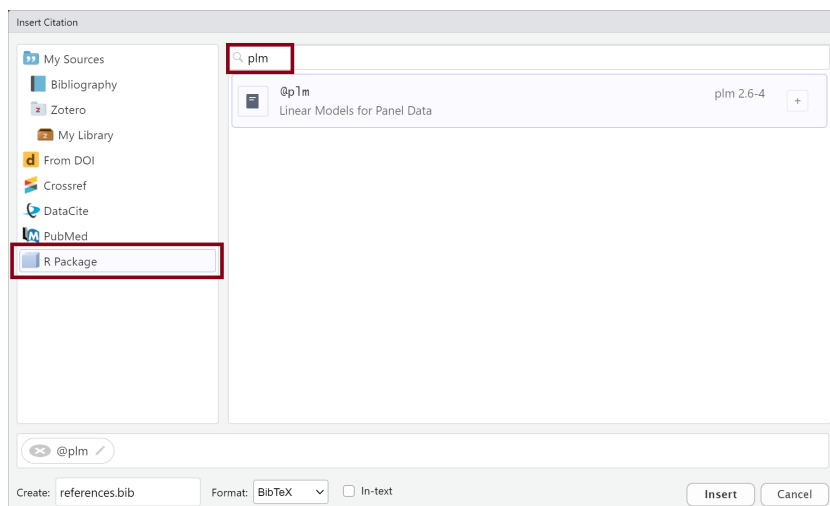 Insert Citation
My Sources
Bibliography
Zotero
My Library
From DOI
Crossref
DataCite
PubMed
R Package
plm
@plm
plm 2.6-4
+
Linear Models for Panel Data
@plm
Create: references.bib Format: BibTeX In-text Insert Cancel